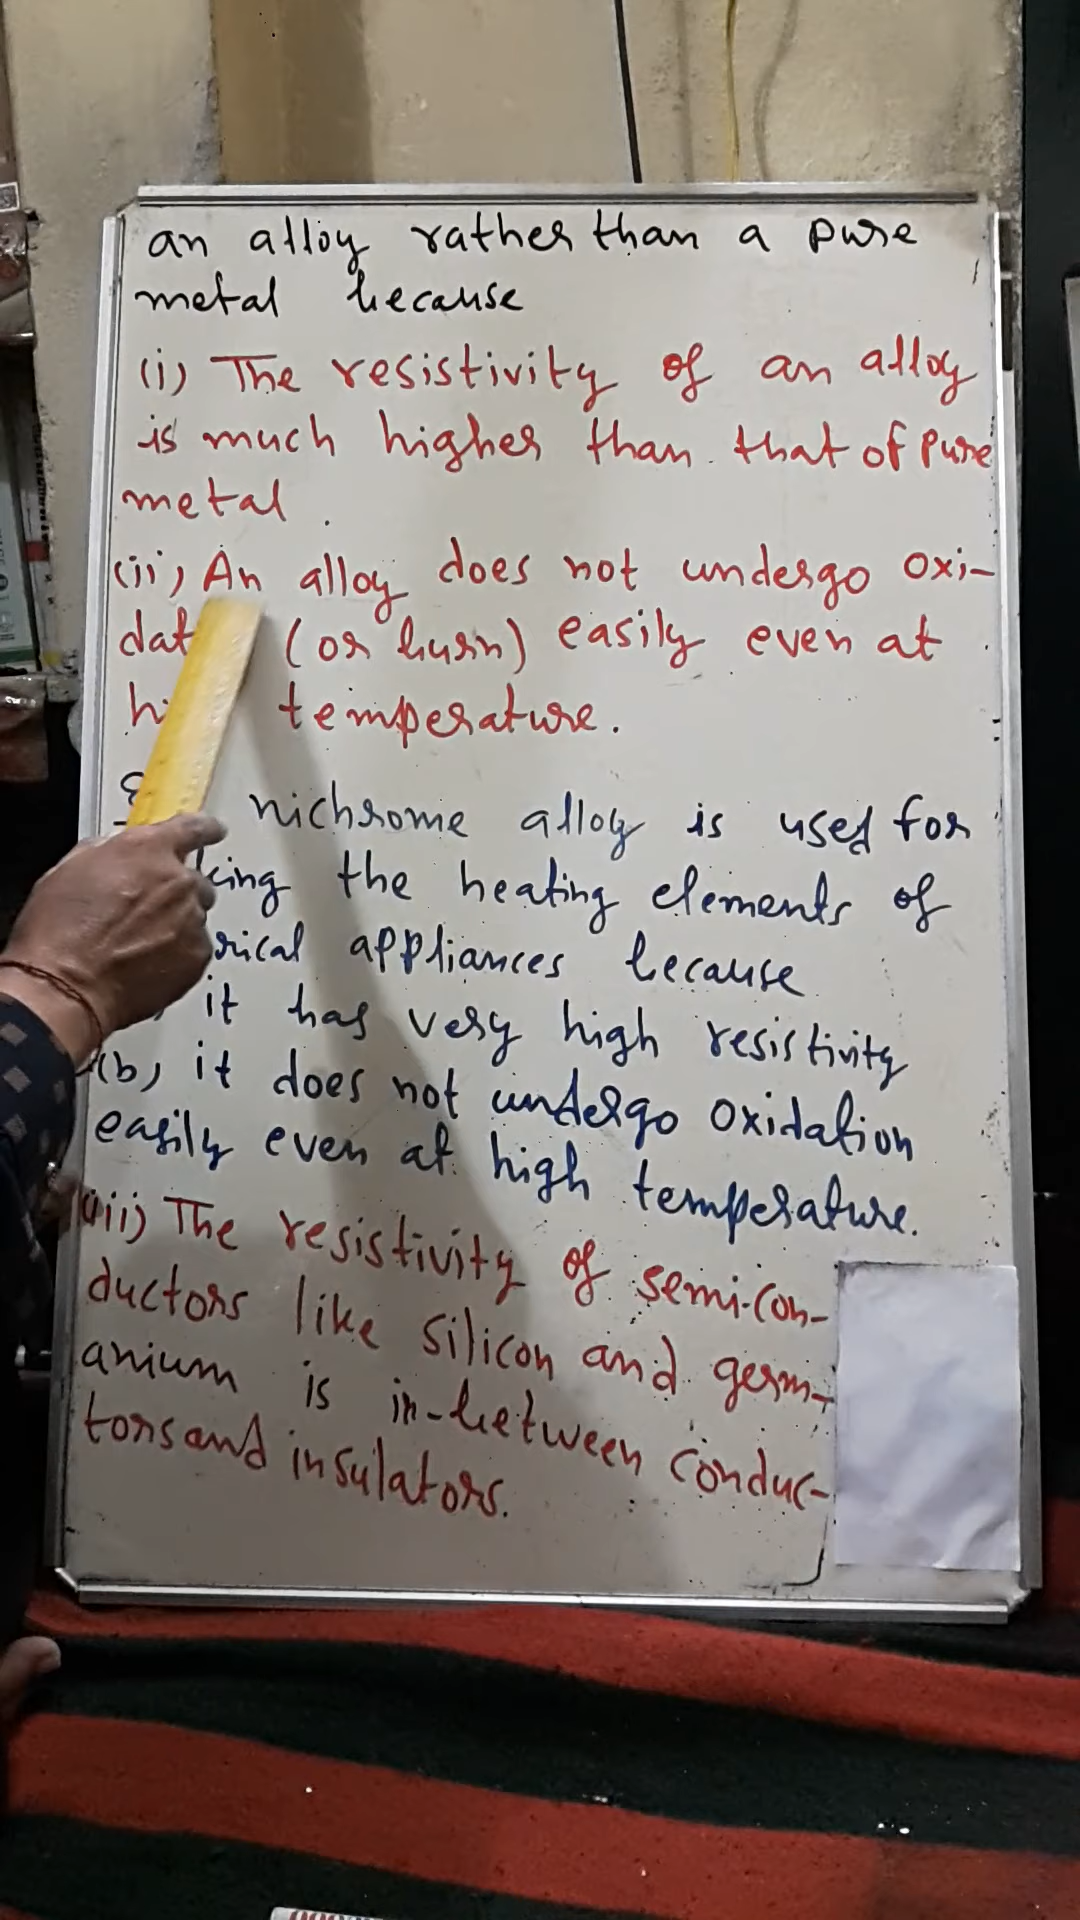 an alloy rather than a pure
metal because
(i) The resistivity of an alloy
is much higher than that of pure
metal.
(ii) An alloy does not undergo oxi-
dat (or burn) easily even at
temperature.
nichrome alloy is used for
king the heating elements of
rical appliances because
it has very high resistivity
(b) it does not undergo oxidation
easily even at high temperature.
(iii) The resistivity of semicon-
ductors like silicon and germ-
anium is in-between conduc-
tors and insulators.